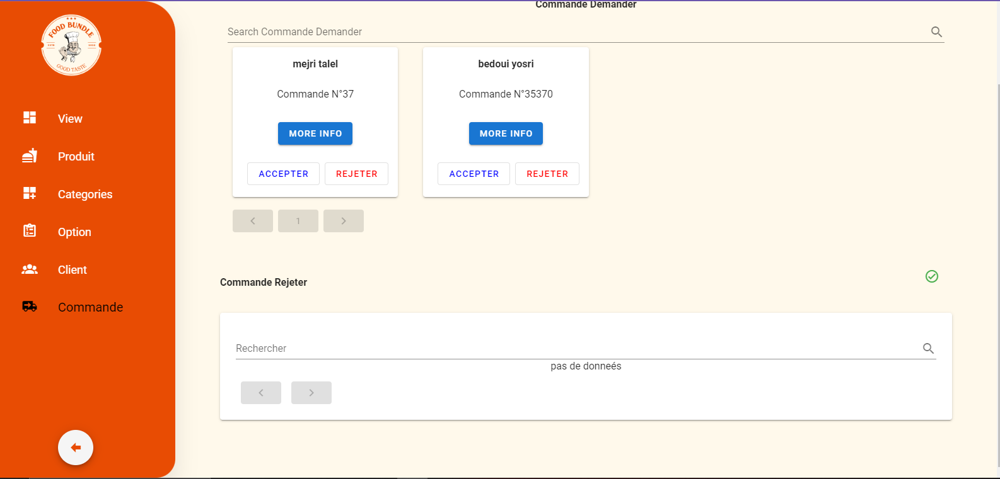 Commande Demander
FOOD BUNDLE
GOOD TASTE
Search Commande Demander
mejri talel
Commande N°37
MORE INFO
ACCEPTER
REJETER
bedoui yosri
Commande N°35370
MORE INFO
ACCEPTER
REJETER
1
View
Produit
Categories
Option
Client
Commande
Commande Rejeter
Rechercher
pas de donneés